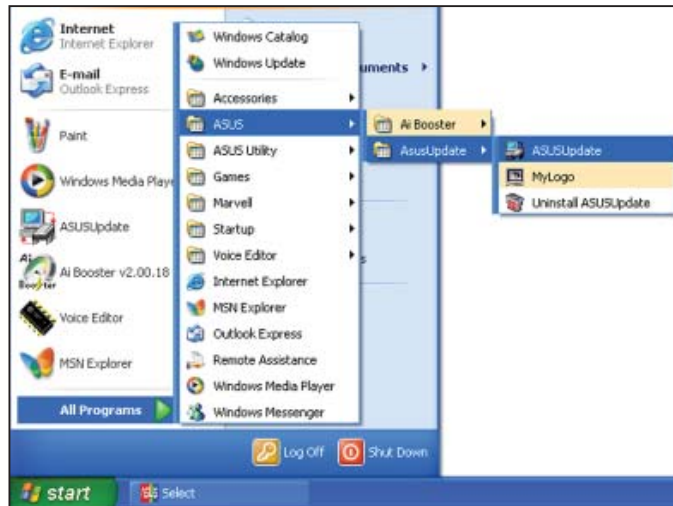 Internet
Internet Explorer
E-mail
Outlook Express
Paint
Windows Media Playe
ASUSUpdate
Ai Booster v2.00.18
Voice Editor
MSN Explorer
All Programs
Windows Catalog
Windows Update
Accessories
ASUS
ASUS Utility
Games
Marvell
Startup
Voice Editor
Internet Explorer
MSN Explorer
Outlook Express
Remote Assistance
Windows Media Player
Windows Messenger
uments
s
Ai Booster
AsusUpdate
ASUSUpdate
MyLogo
Uninstall ASUSUpdate
Log Off
Shut Down
start
Select